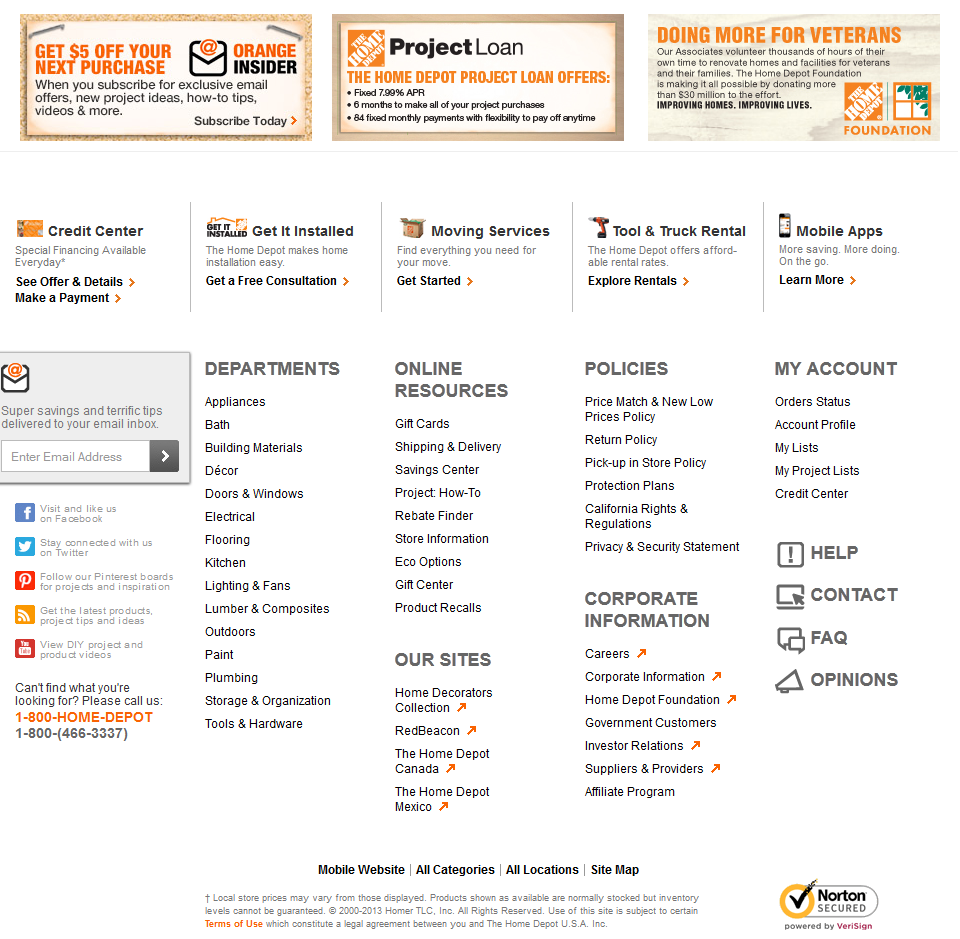 GET $5 OFF YOUR
NEXT PURCHASE
@ ORANGE
INSIDER
When you subscribe for exclusive email
offers, new project ideas, how-to tips,
videos & more.
Subscribe Today >
THE HOME DEPOT
Project Loan
THE HOME DEPOT PROJECT LOAN OFFERS:
• Fixed 7.99% APR
• 6 months to make all of your project purchases
• 84 fixed monthly payments with flexibility to pay off anytime
DOING MORE FOR VETERANS
Our Associates volunteer thousands of hours of their
own time to renovate homes and facilities for veterans
and their families. The Home Depot Foundation
is making it all possible by donating more
than $30 million to the effort.
IMPROVING HOMES. IMPROVING LIVES.
THE HOME DEPOT
FOUNDATION
Credit Center
Special Financing Available
Everyday*
See Offer & Details >
Make a Payment >
GET IT
INSTALLED
Get It Installed
The Home Depot makes home
installation easy.
Get a Free Consultation >
Moving Services
Find everything you need for
your move.
Get Started >
Tool & Truck Rental
The Home Depot offers afford-
able rental rates.
Explore Rentals >
Mobile Apps
More saving. More doing.
On the go.
Learn More >
@
Super savings and terrific tips
delivered to your email inbox.
Enter Email Address >
f Visit and like us
on Facebook
Stay connected with us
on Twitter
Follow our Pinterest boards
for projects and inspiration
Get the latest products,
project tips and ideas
You Tube
View DIY project and
product videos
Can't find what you're
looking for? Please call us:
1-800-HOME-DEPOT
1-800-(466-3337)
DEPARTMENTS
Appliances
Bath
Building Materials
Décor
Doors & Windows
Electrical
Flooring
Kitchen
Lighting & Fans
Lumber & Composites
Outdoors
Paint
Plumbing
Storage & Organization
Tools & Hardware
ONLINE
RESOURCES
Gift Cards
Shipping & Delivery
Savings Center
Project: How-To
Rebate Finder
Store Information
Eco Options
Gift Center
Product Recalls
OUR SITES
Home Decorators
Collection
RedBeacon
The Home Depot
Canada
The Home Depot
Mexico
POLICIES
Price Match & New Low
Prices Policy
Return Policy
Pick-up in Store Policy
Protection Plans
California Rights &
Regulations
Privacy & Security Statement
CORPORATE
INFORMATION
Careers
Corporate Information
Home Depot Foundation
Government Customers
Investor Relations
Suppliers & Providers
Affiliate Program
MY ACCOUNT
Orders Status
Account Profile
My Lists
My Project Lists
Credit Center
! HELP
CONTACT
FAQ
OPINIONS
Mobile Website | All Categories | All Locations | Site Map
† Local store prices may vary from those displayed. Products shown as available are normally stocked but inventory
levels cannot be guaranteed. © 2000-2013 Homer TLC, Inc. All Rights Reserved. Use of this site is subject to certain
Terms of Use which constitute a legal agreement between you and The Home Depot U.S.A. Inc.
Norton
SECURED
powered by VeriSign